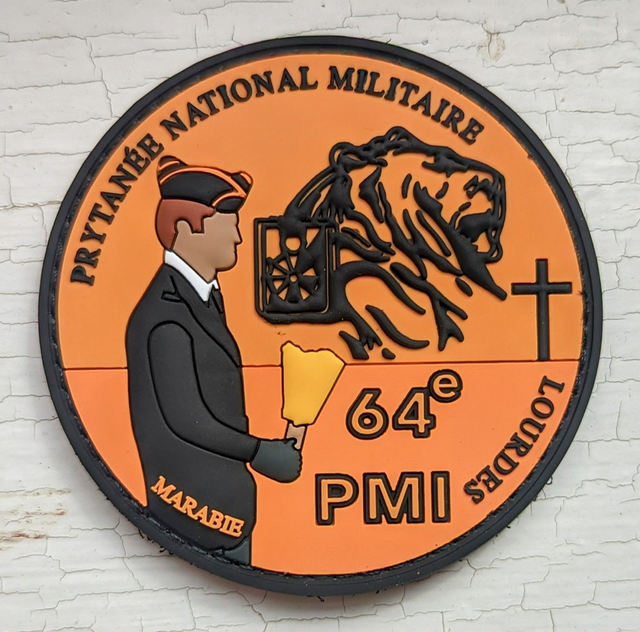 PRYTANÉE NATIONAL MILITAIRE
64e
PMI
LOURDES
MARABIE